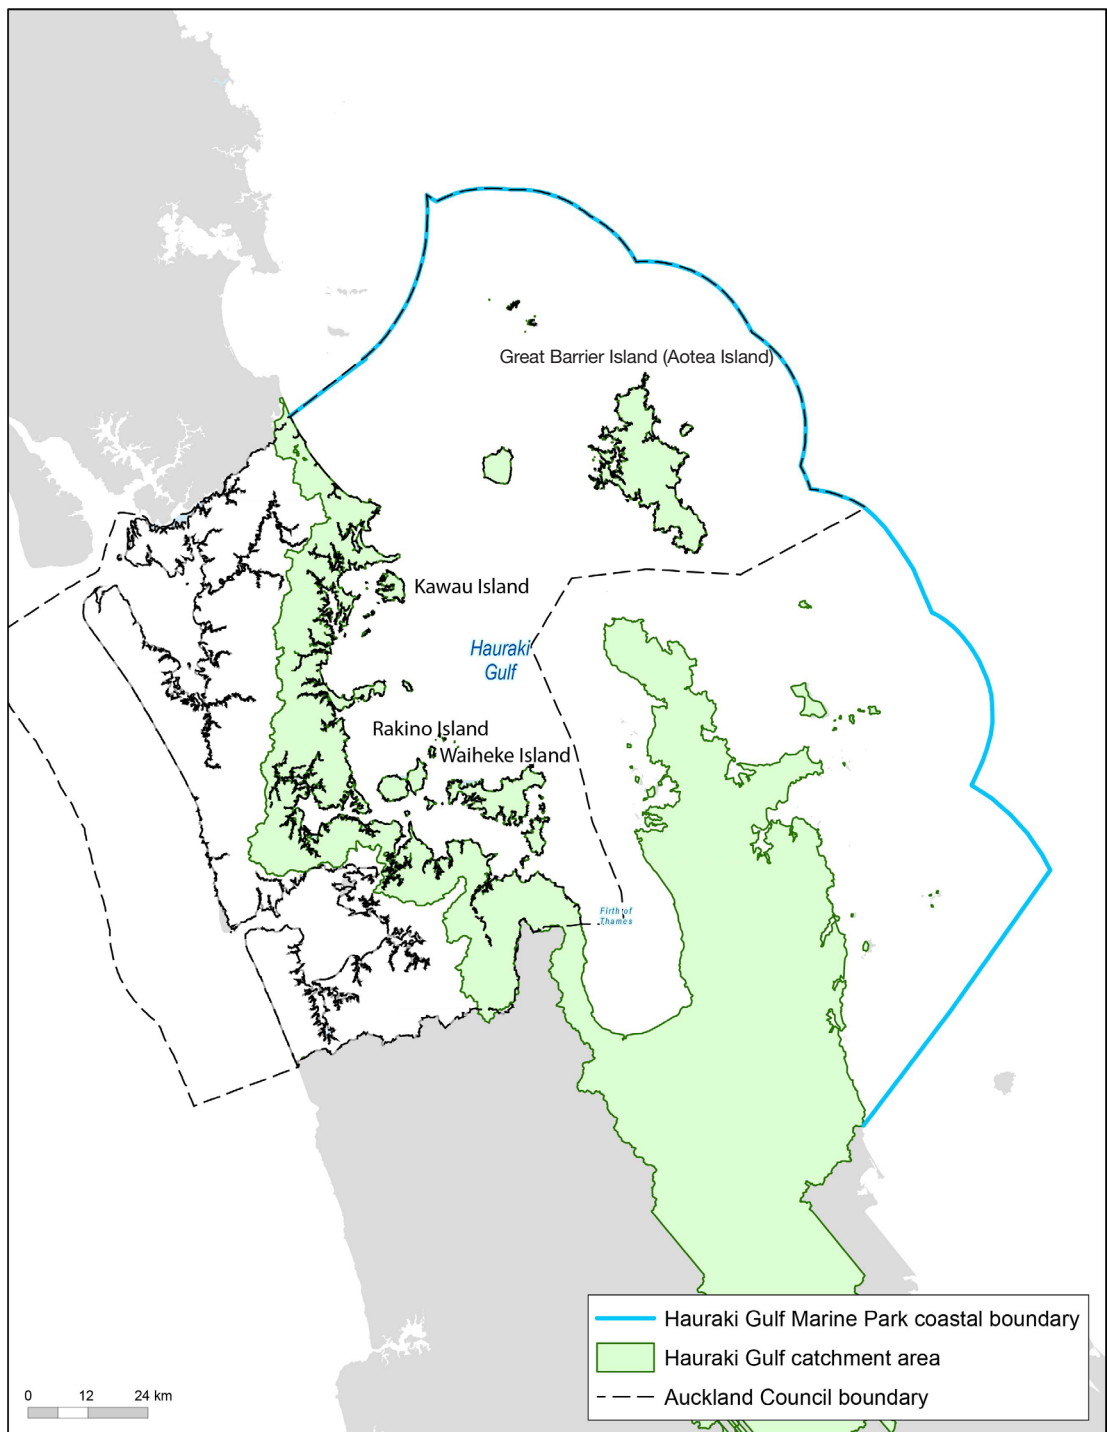 Great Barrier Island (Aotea Island)
Kawau Island
Hauraki
Gulf
Rakino Island
Waiheke Island
Firth of
Thames
Hauraki Gulf Marine Park coastal boundary
Hauraki Gulf catchment area
Auckland Council boundary
0 12 24 km